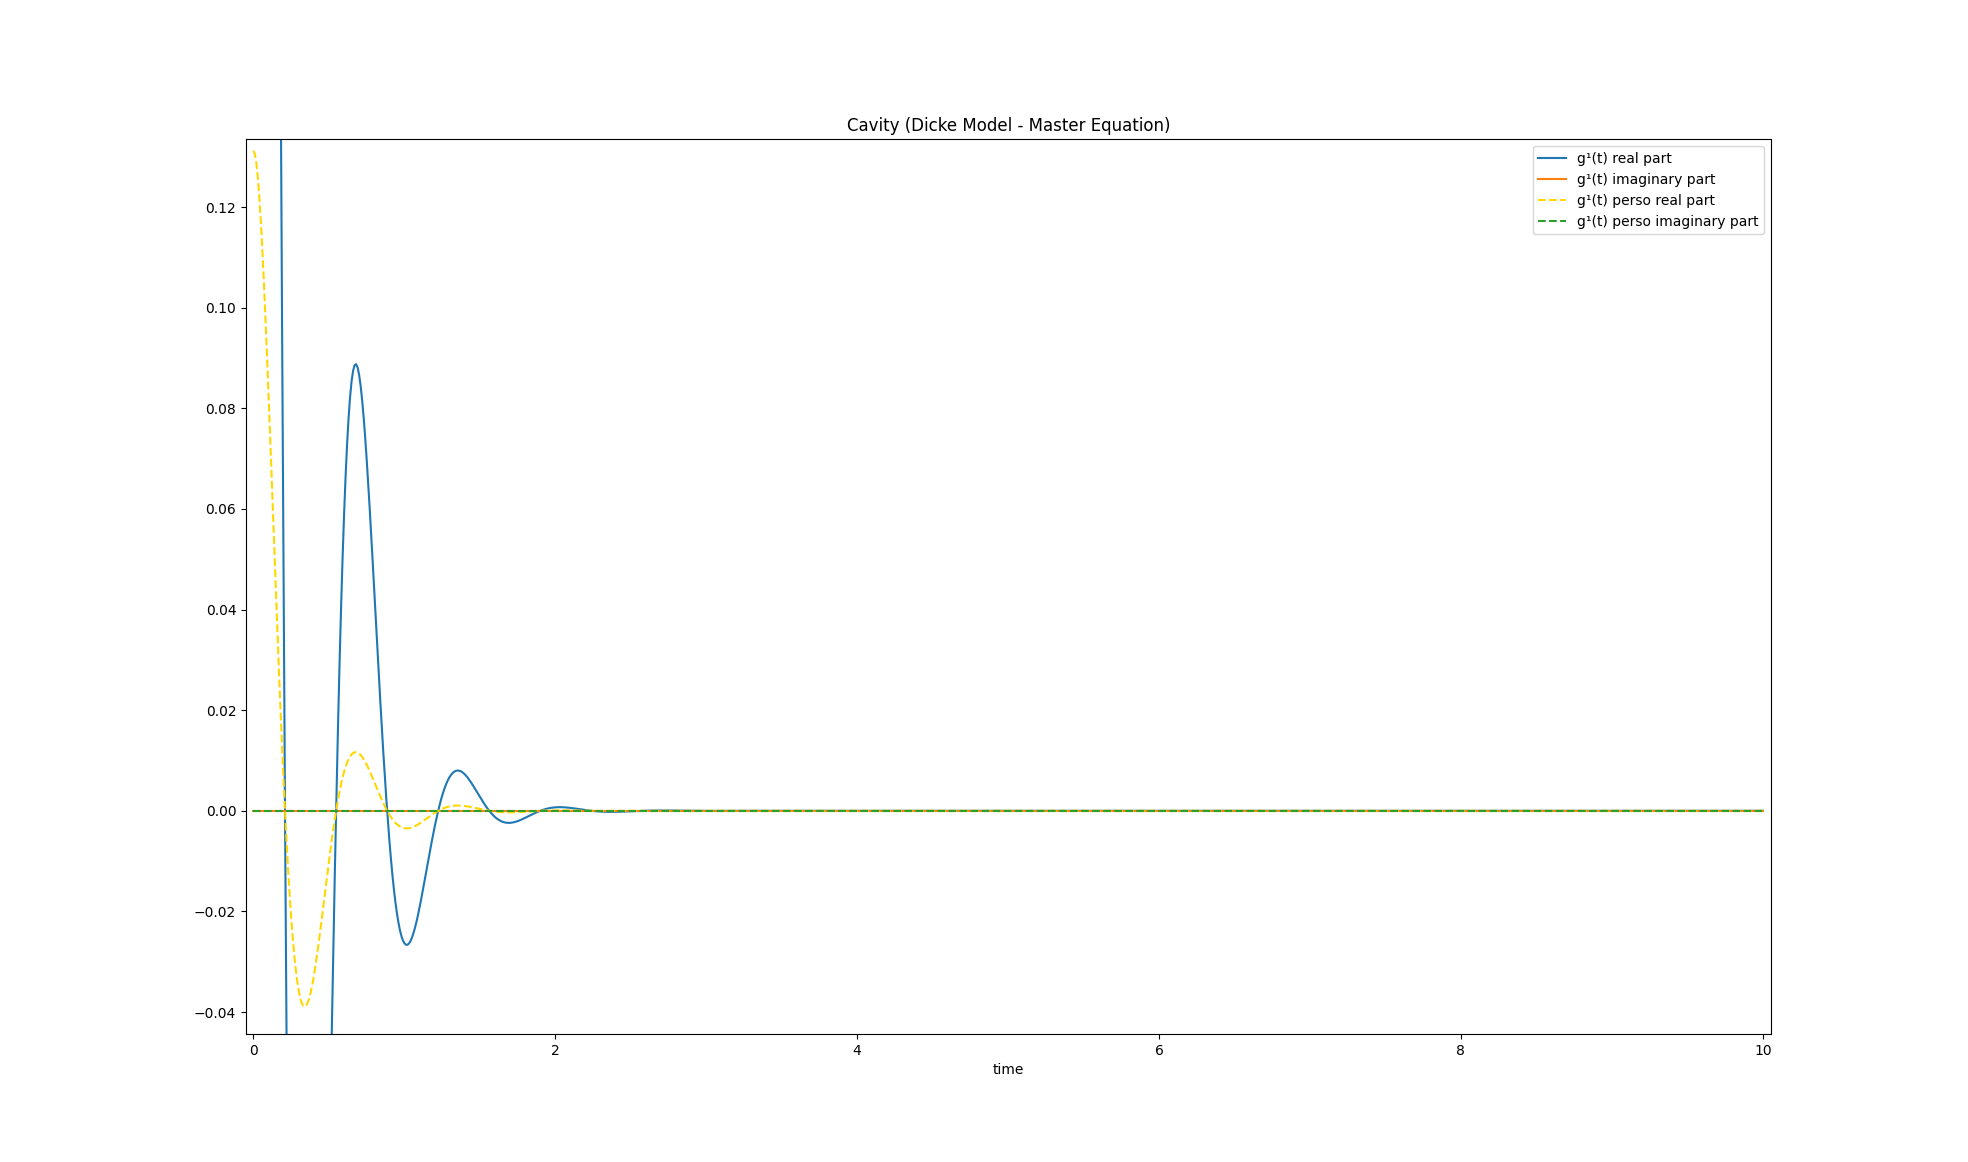 Cavity (Dicke Model - Master Equation)
g¹(t) real part
g¹(t) imaginary part
g¹(t) perso real part
g¹(t) perso imaginary part
0.12
0.10
0.08
0.06
0.04
0.02
0.00
−0.02
−0.04
0 2 4 6 8 10
time